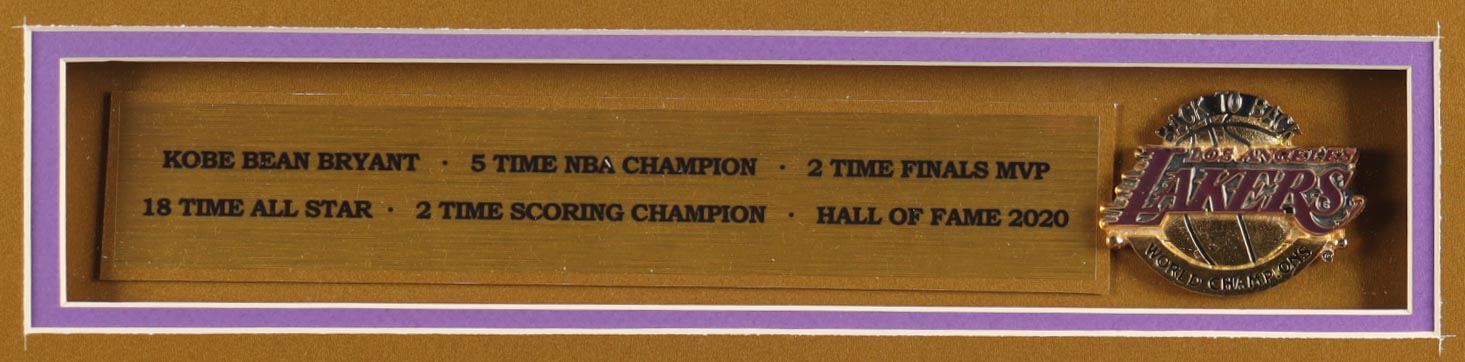 KOBE BEAN BRYANT · 5 TIME NBA CHAMPION · 2 TIME FINALS MVP
18 TIME ALL STAR · 2 TIME SCORING CHAMPION · HALL OF FAME 2020
BACK TO BACK
LOS ANGELES
LAKERS
WORLD CHAMPIONS
®